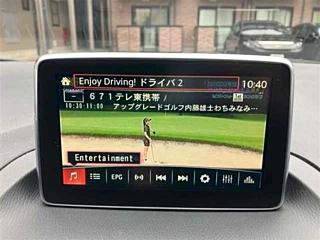 Enjoy Driving! ドライバ 2
10:40
671テレ東携帯
10:30-11:00
アップグレードゴルフ内藤雄士わちみなみ…
Entertainment
EPG